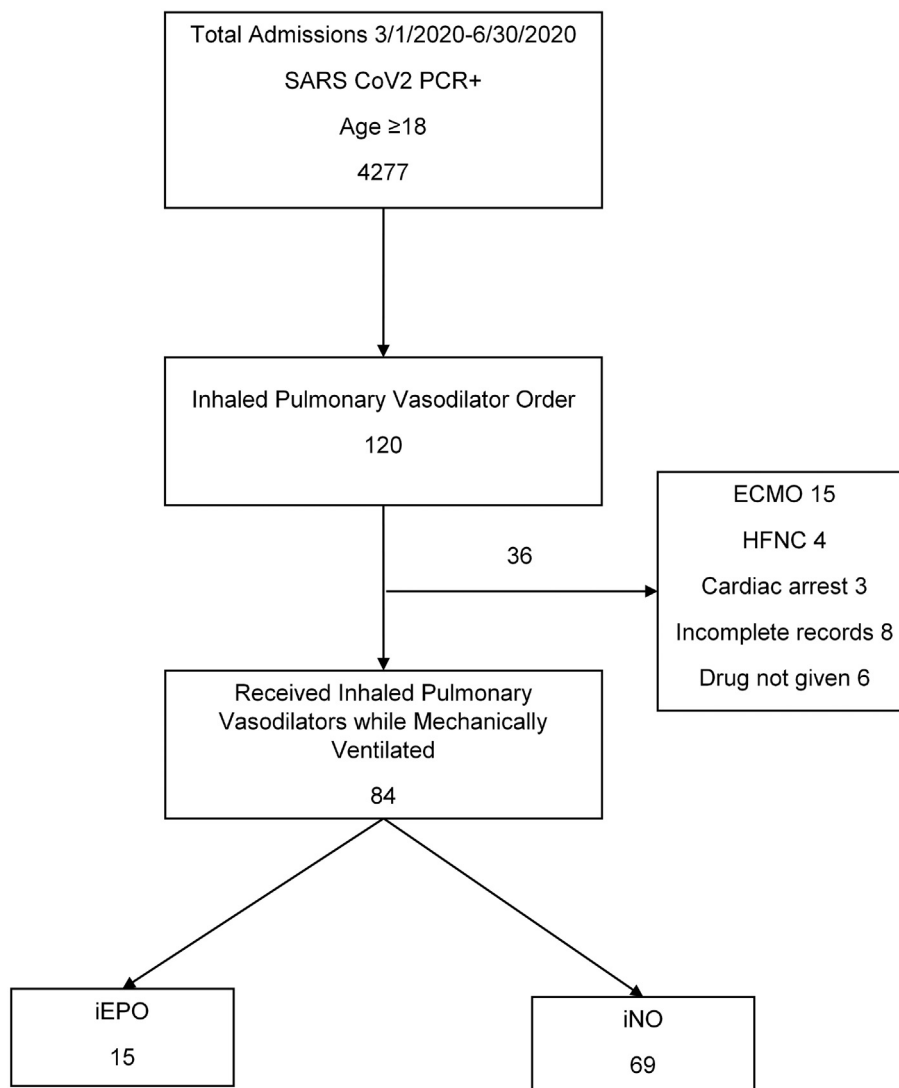 Total Admissions 3/1/2020-6/30/2020
SARS CoV2 PCR+
Age ≥18
4277
Inhaled Pulmonary Vasodilator Order
120
36
ECMO 15
HFNC 4
Cardiac arrest 3
Incomplete records 8
Drug not given 6
Received Inhaled Pulmonary
Vasodilators while Mechanically
Ventilated
84
iEPO
15
iNO
69